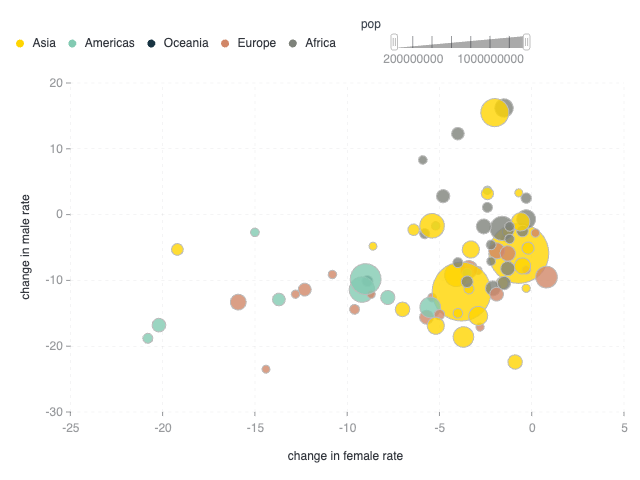 pop
Asia Americas Oceania Europe Africa
200000000 1000000000
20
10
0
-10
-20
-30
-25 -20 -15 -10 -5 0 5
change in male rate
change in female rate